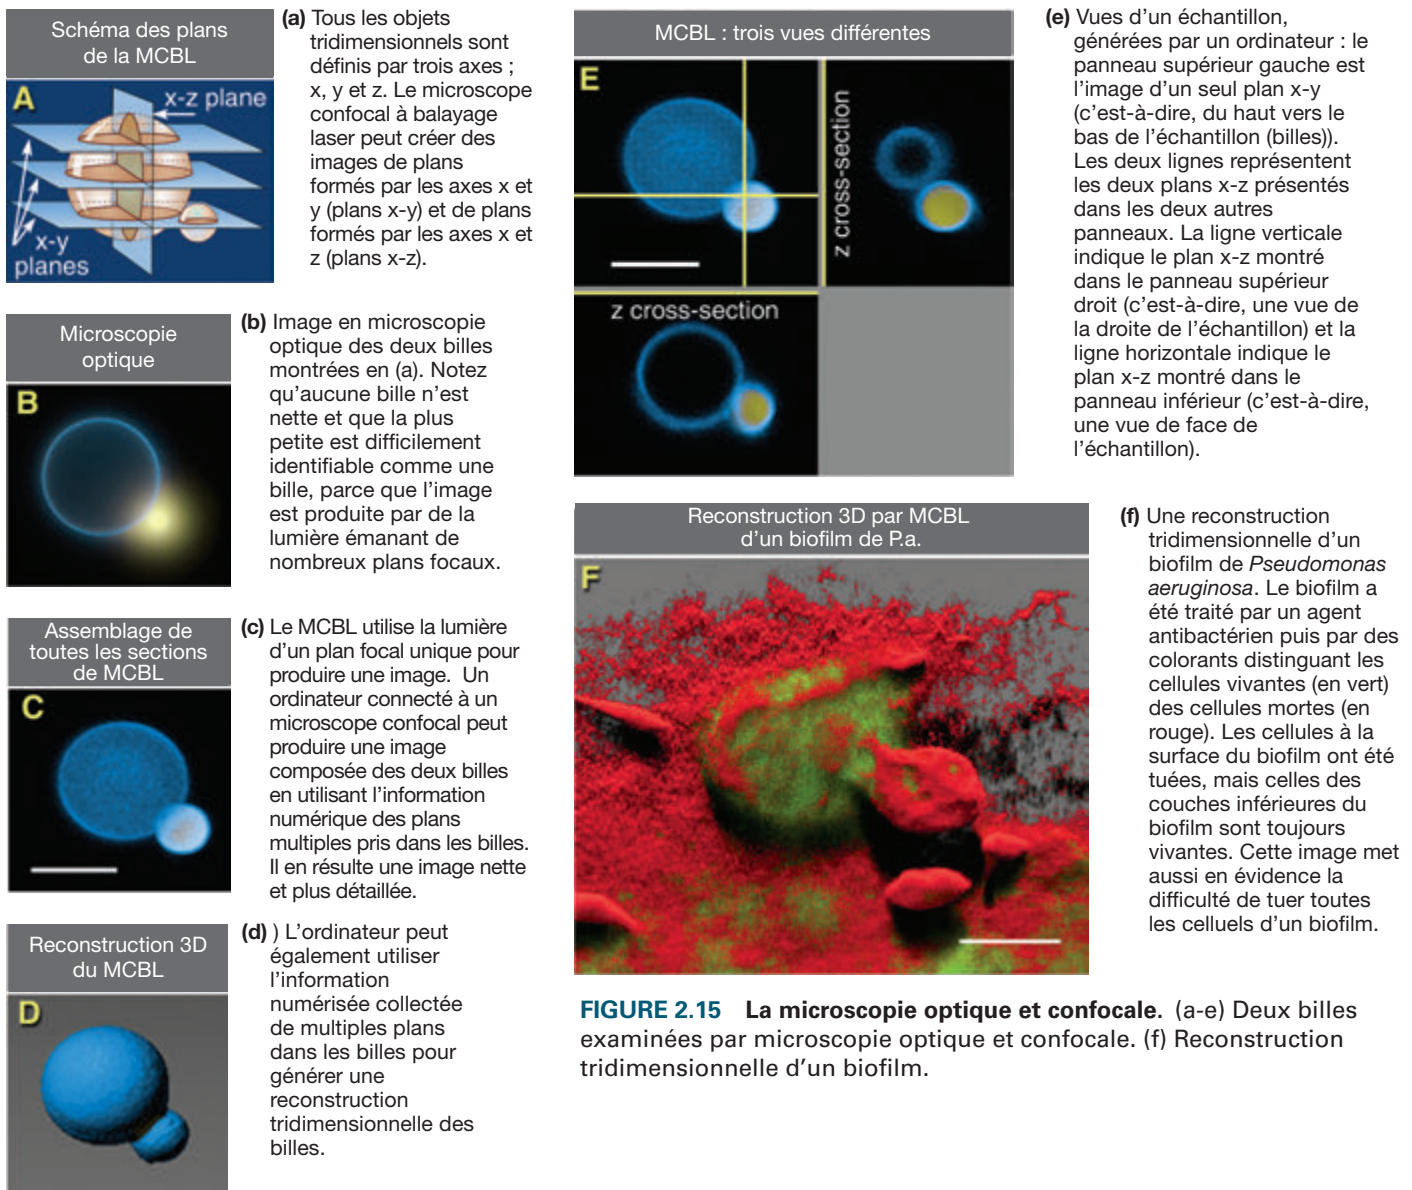 Schéma des plans
de la MCBL
A
x-z plane
x-y
planes
(a) Tous les objets
tridimensionnels sont
définis par trois axes ;
x, y et z. Le microscope
confocal à balayage
laser peut créer des
images de plans
formés par les axes x et
y (plans x-y) et de plans
formés par les axes x et
z (plans x-z).
Microscopie
optique
B
(b) Image en microscopie
optique des deux billes
montrées en (a). Notez
qu'aucune bille n'est
nette et que la plus
petite est difficilement
identifiable comme une
bille, parce que l'image
est produite par de la
lumière émanant de
nombreux plans focaux.
Assemblage de
toutes les sections
de MCBL
C
(c) Le MCBL utilise la lumière
d'un plan focal unique pour
produire une image. Un
ordinateur connecté à un
microscope confocal peut
produire une image
composée des deux billes
en utilisant l'information
numérique des plans
multiples pris dans les billes.
Il en résulte une image nette
et plus détaillée.
Reconstruction 3D
du MCBL
D
(d) ) L'ordinateur peut
également utiliser
l'information
numérisée collectée
de multiples plans
dans les billes pour
générer une
reconstruction
tridimensionnelle des
billes.
MCBL : trois vues différentes
E
z cross-section
z cross-section
(e) Vues d'un échantillon,
générées par un ordinateur : le
panneau supérieur gauche est
l'image d'un seul plan x-y
(c'est-à-dire, du haut vers le
bas de l'échantillon (billes)).
Les deux lignes représentent
les deux plans x-z présentés
dans les deux autres
panneaux. La ligne verticale
indique le plan x-z montré
dans le panneau supérieur
droit (c'est-à-dire, une vue de
la droite de l'échantillon) et la
ligne horizontale indique le
plan x-z montré dans le
panneau inférieur (c'est-à-dire,
une vue de face de
l'échantillon).
Reconstruction 3D par MCBL
d'un biofilm de P.a.
F
(f) Une reconstruction
tridimensionnelle d'un
biofilm de Pseudomonas
aeruginosa. Le biofilm a
été traité par un agent
antibactérien puis par des
colorants distinguant les
cellules vivantes (en vert)
des cellules mortes (en
rouge). Les cellules à la
surface du biofilm ont été
tuées, mais celles des
couches inférieures du
biofilm sont toujours
vivantes. Cette image met
aussi en évidence la
difficulté de tuer toutes
les celluels d'un biofilm.
FIGURE 2.15 La microscopie optique et confocale. (a-e) Deux billes
examinées par microscopie optique et confocale. (f) Reconstruction
tridimensionnelle d'un biofilm.